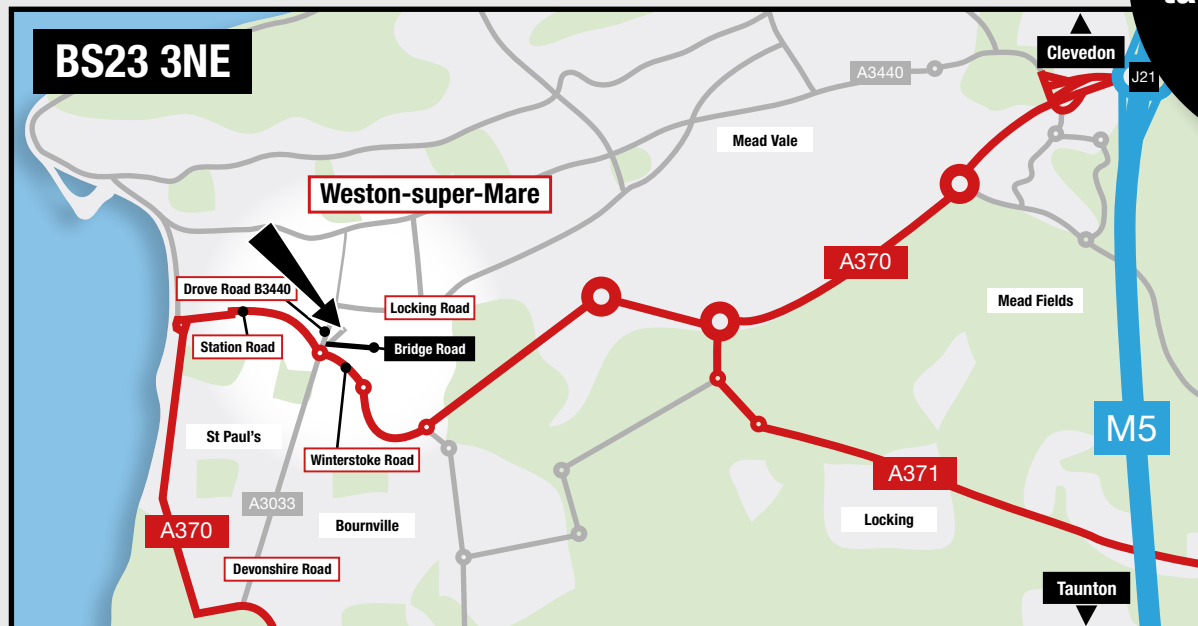 BS23 3NE
Clevedon
J21
A3440
Mead Vale
Weston-super-Mare
A370
Drove Road B3440
Mead Fields
Locking Road
Station Road
Bridge Road
M5
St Paul's
Winterstoke Road
A371
A3033
Locking
Bournville
A370
Devonshire Road
Taunton